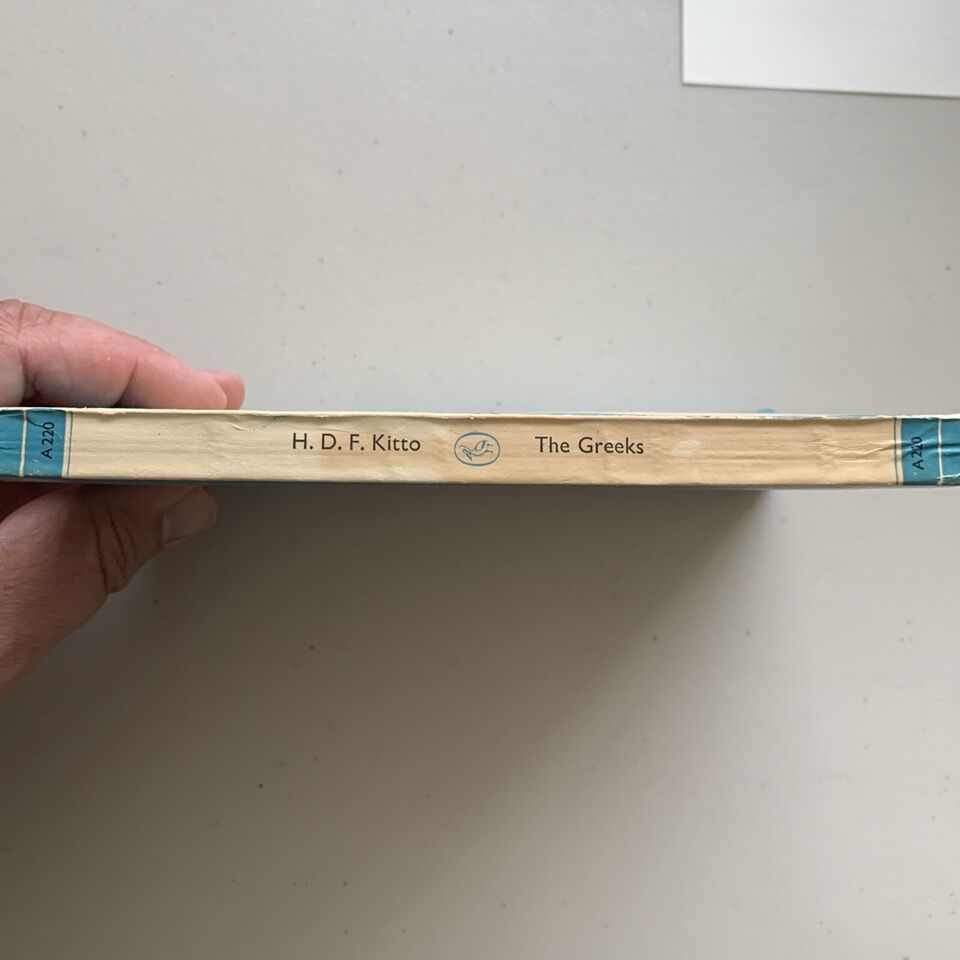 A 220
H. D. F. Kitto
The Greeks
A 220